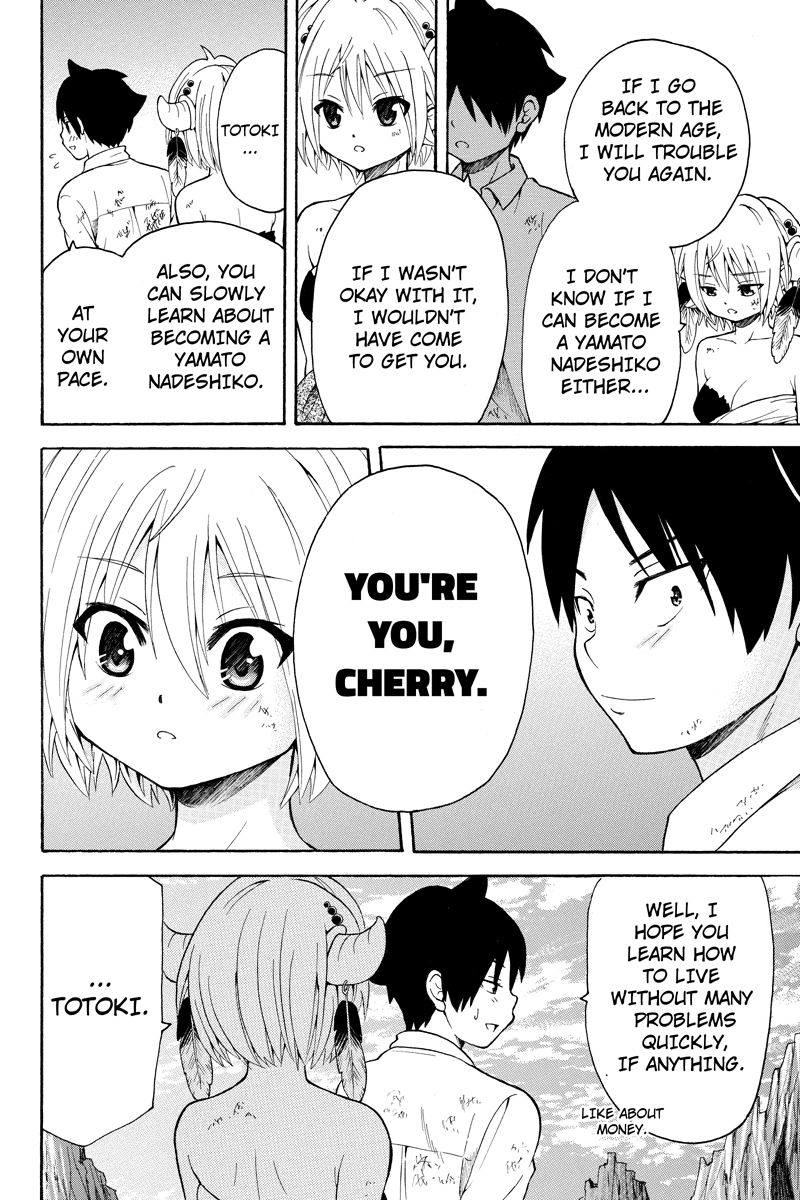 IF I GO
BACK TO THE
MODERN AGE,
I WILL TROUBLE
YOU AGAIN.
I DON'T
KNOW IF I
CAN BECOME
A YAMATO
NADESHIKO
EITHER...
IF I WASN'T
OKAY WITH IT,
I WOULDN'T
HAVE COME
TO GET YOU.
TOTOKI
...
ALSO, YOU
CAN SLOWLY
LEARN ABOUT
BECOMING A
YAMATO
NADESHIKO.
AT
YOUR
OWN
PACE.
YOU'RE
YOU,
CHERRY.
WELL, I
HOPE YOU
LEARN HOW
TO LIVE
WITHOUT MANY
PROBLEMS
QUICKLY,
IF ANYTHING.
LIKE ABOUT
MONEY.
...
TOTOKI.